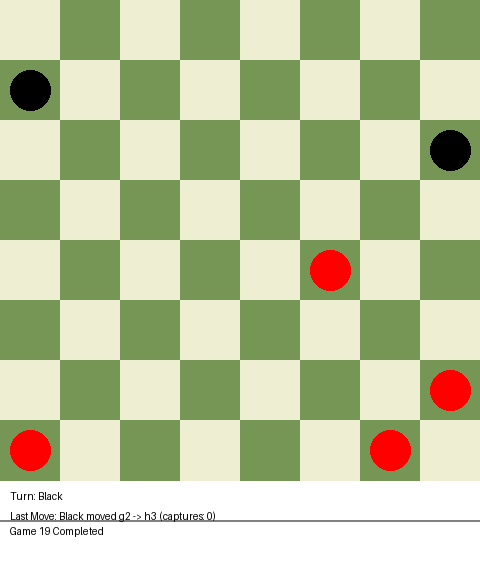 Turn: Black
Last Move: Black moved g2 -> h3 (captures: 0)
Game 19 Completed